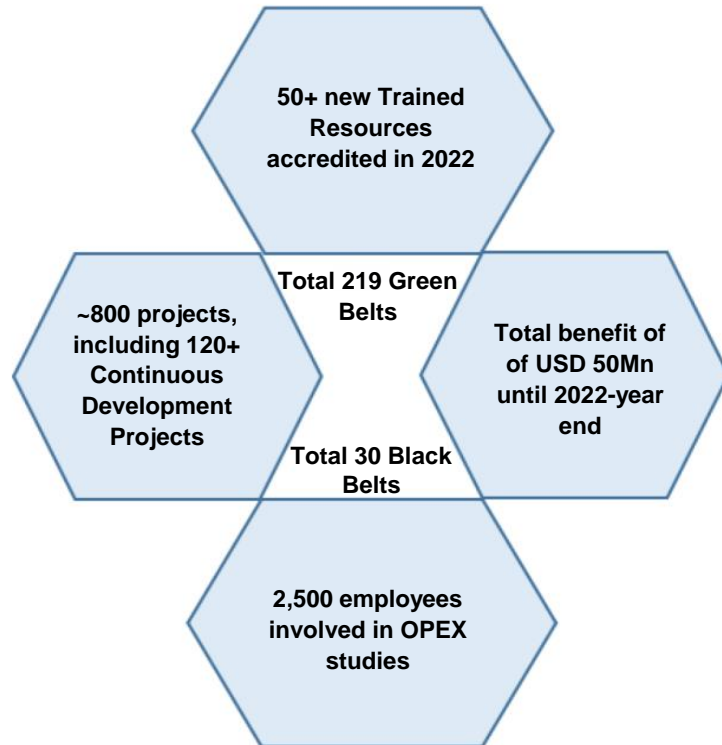 50+ new Trained
Resources
accredited in 2022
Total 219 Green
Belts
~800 projects,
including 120+
Continuous
Development
Projects
Total benefit of
of USD 50Mn
until 2022-year
end
Total 30 Black
Belts
2,500 employees
involved in OPEX
studies